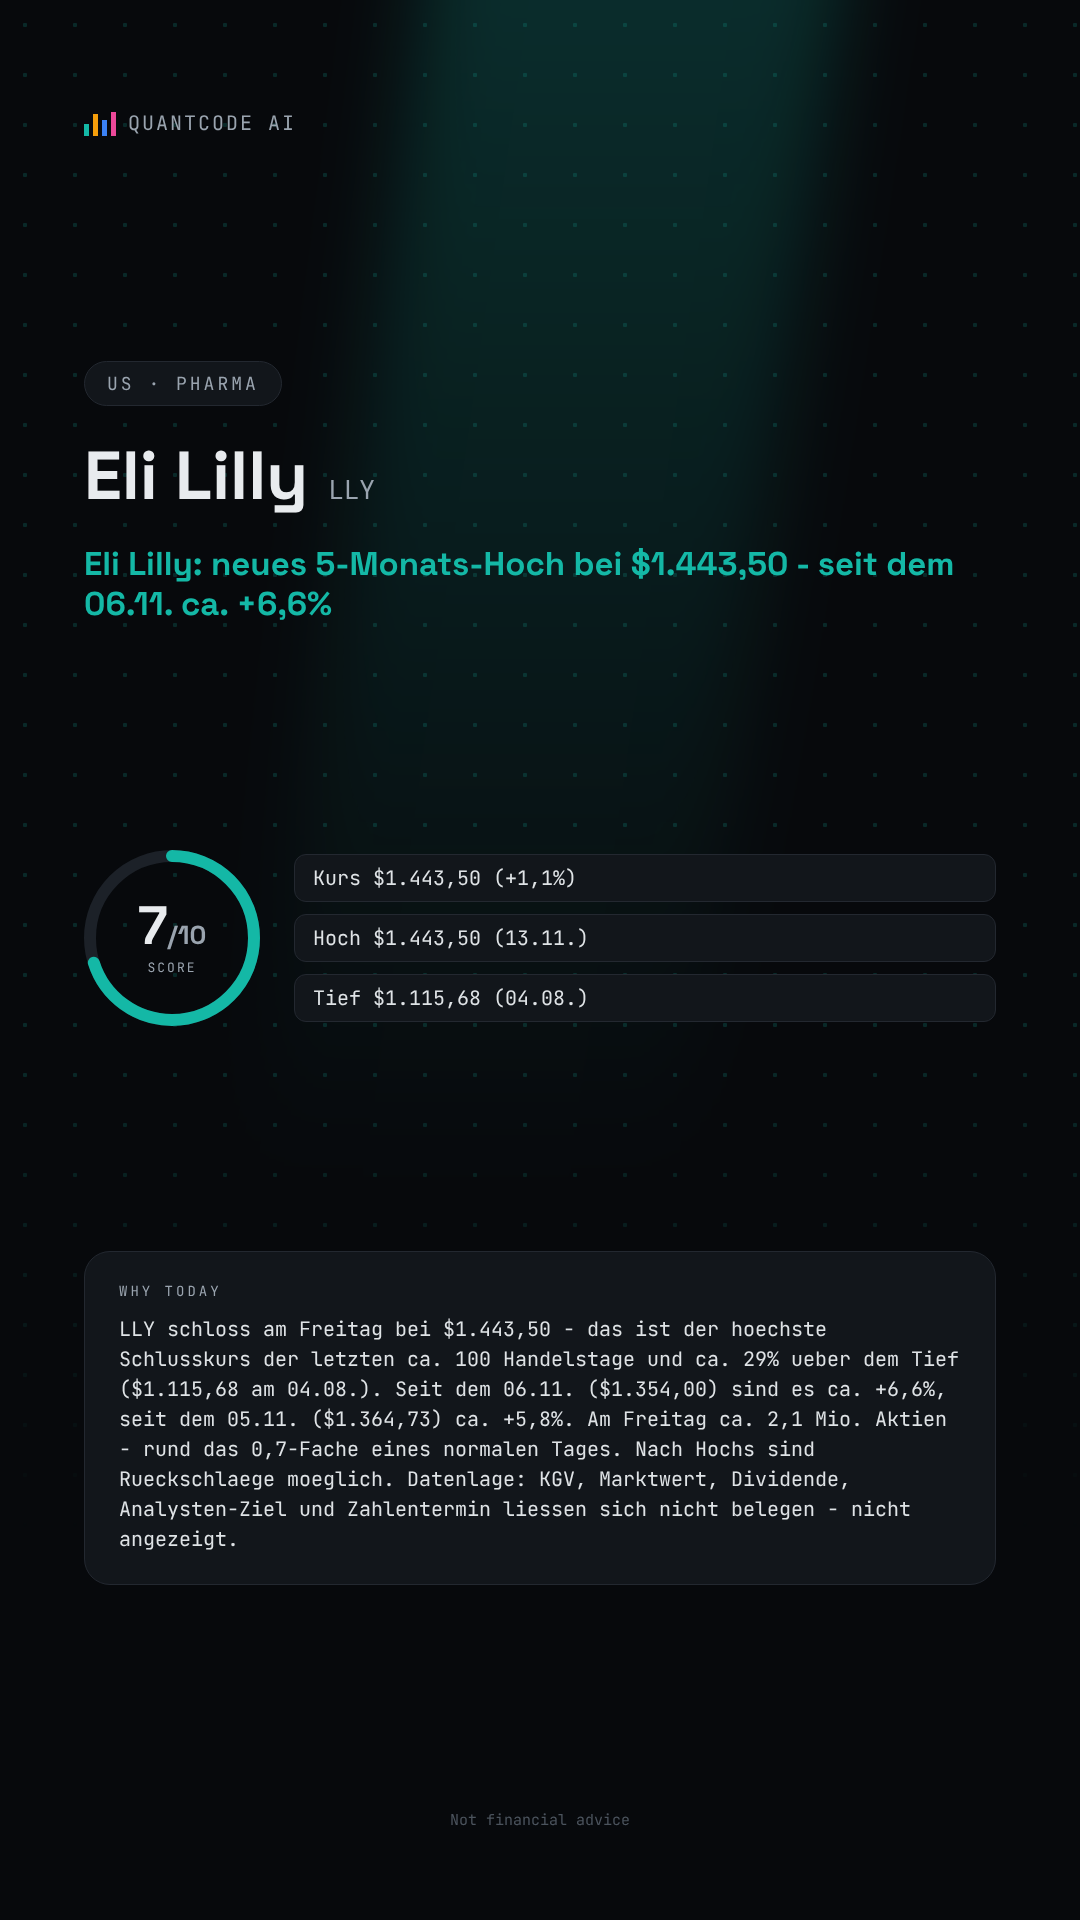 QUANTCODE AI
US · PHARMA
Eli Lilly LLY
Eli Lilly: neues 5-Monats-Hoch bei $1.443,50 - seit dem
06.11. ca. +6,6%
7/10
SCORE
Kurs $1.443,50 (+1,1%)
Hoch $1.443,50 (13.11.)
Tief $1.115,68 (04.08.)
WHY TODAY
LLY schloss am Freitag bei $1.443,50 - das ist der hoechste
Schlusskurs der letzten ca. 100 Handelstage und ca. 29% ueber dem Tief
($1.115,68 am 04.08.). Seit dem 06.11. ($1.354,00) sind es ca. +6,6%,
seit dem 05.11. ($1.364,73) ca. +5,8%. Am Freitag ca. 2,1 Mio. Aktien
- rund das 0,7-Fache eines normalen Tages. Nach Hochs sind
Rueckschlaege moeglich. Datenlage: KGV, Marktwert, Dividende,
Analysten-Ziel und Zahlentermin liessen sich nicht belegen - nicht
angezeigt.
Not financial advice